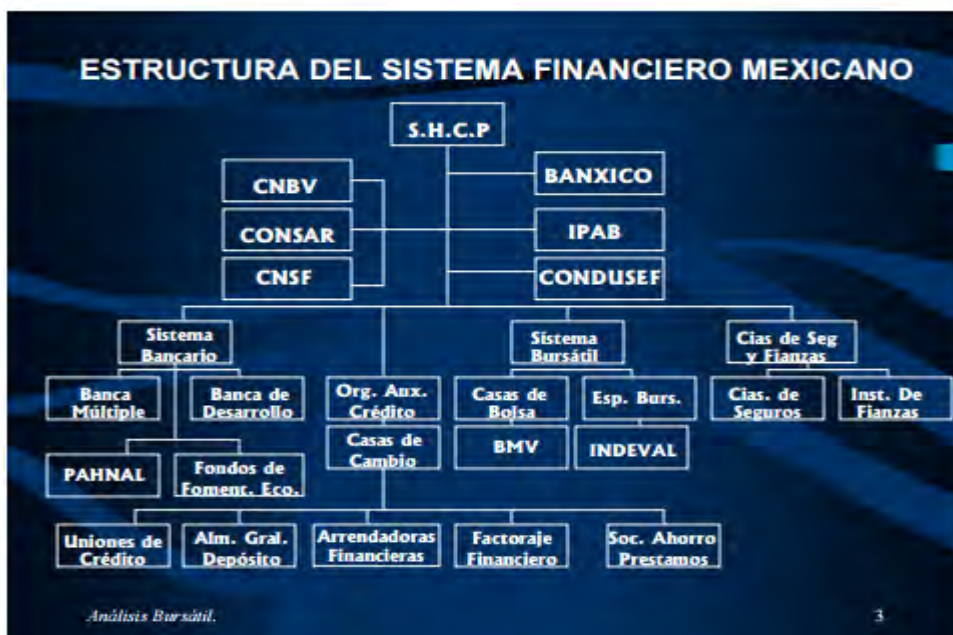 ESTRUCTURA DEL SISTEMA FINANCIERO MEXICANO
S.H.C.P
CNBV
BANXICO
CONSAR
IPAB
CNSF
CONDUSEF
Sistema
Bancario
Sistema
Bursátil
Cias de Seg
y Fianzas
Banca
Múltiple
Banca de
Desarrollo
Org. Aux.
Crédito
Casas de
Bolsa
Esp. Burs.
Cias. de
Seguros
Inst. De
Fianzas
PAHNAL
Fondos de
Foment. Eco.
Casas de
Cambio
BMV
INDEVAL
Uniones de
Crédito
Alm. Gral.
Depósito
Arrendadoras
Financieras
Factoraje
Financiero
Soc. Ahorro
Prestamos
Análisis Bursátil.
3